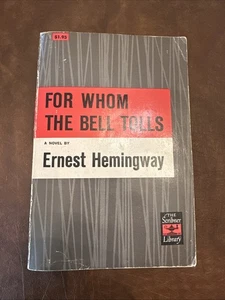 $1.95
FOR WHOM
THE BELL TOLLS
A NOVEL BY
Ernest Hemingway
THE
Scribner
Library